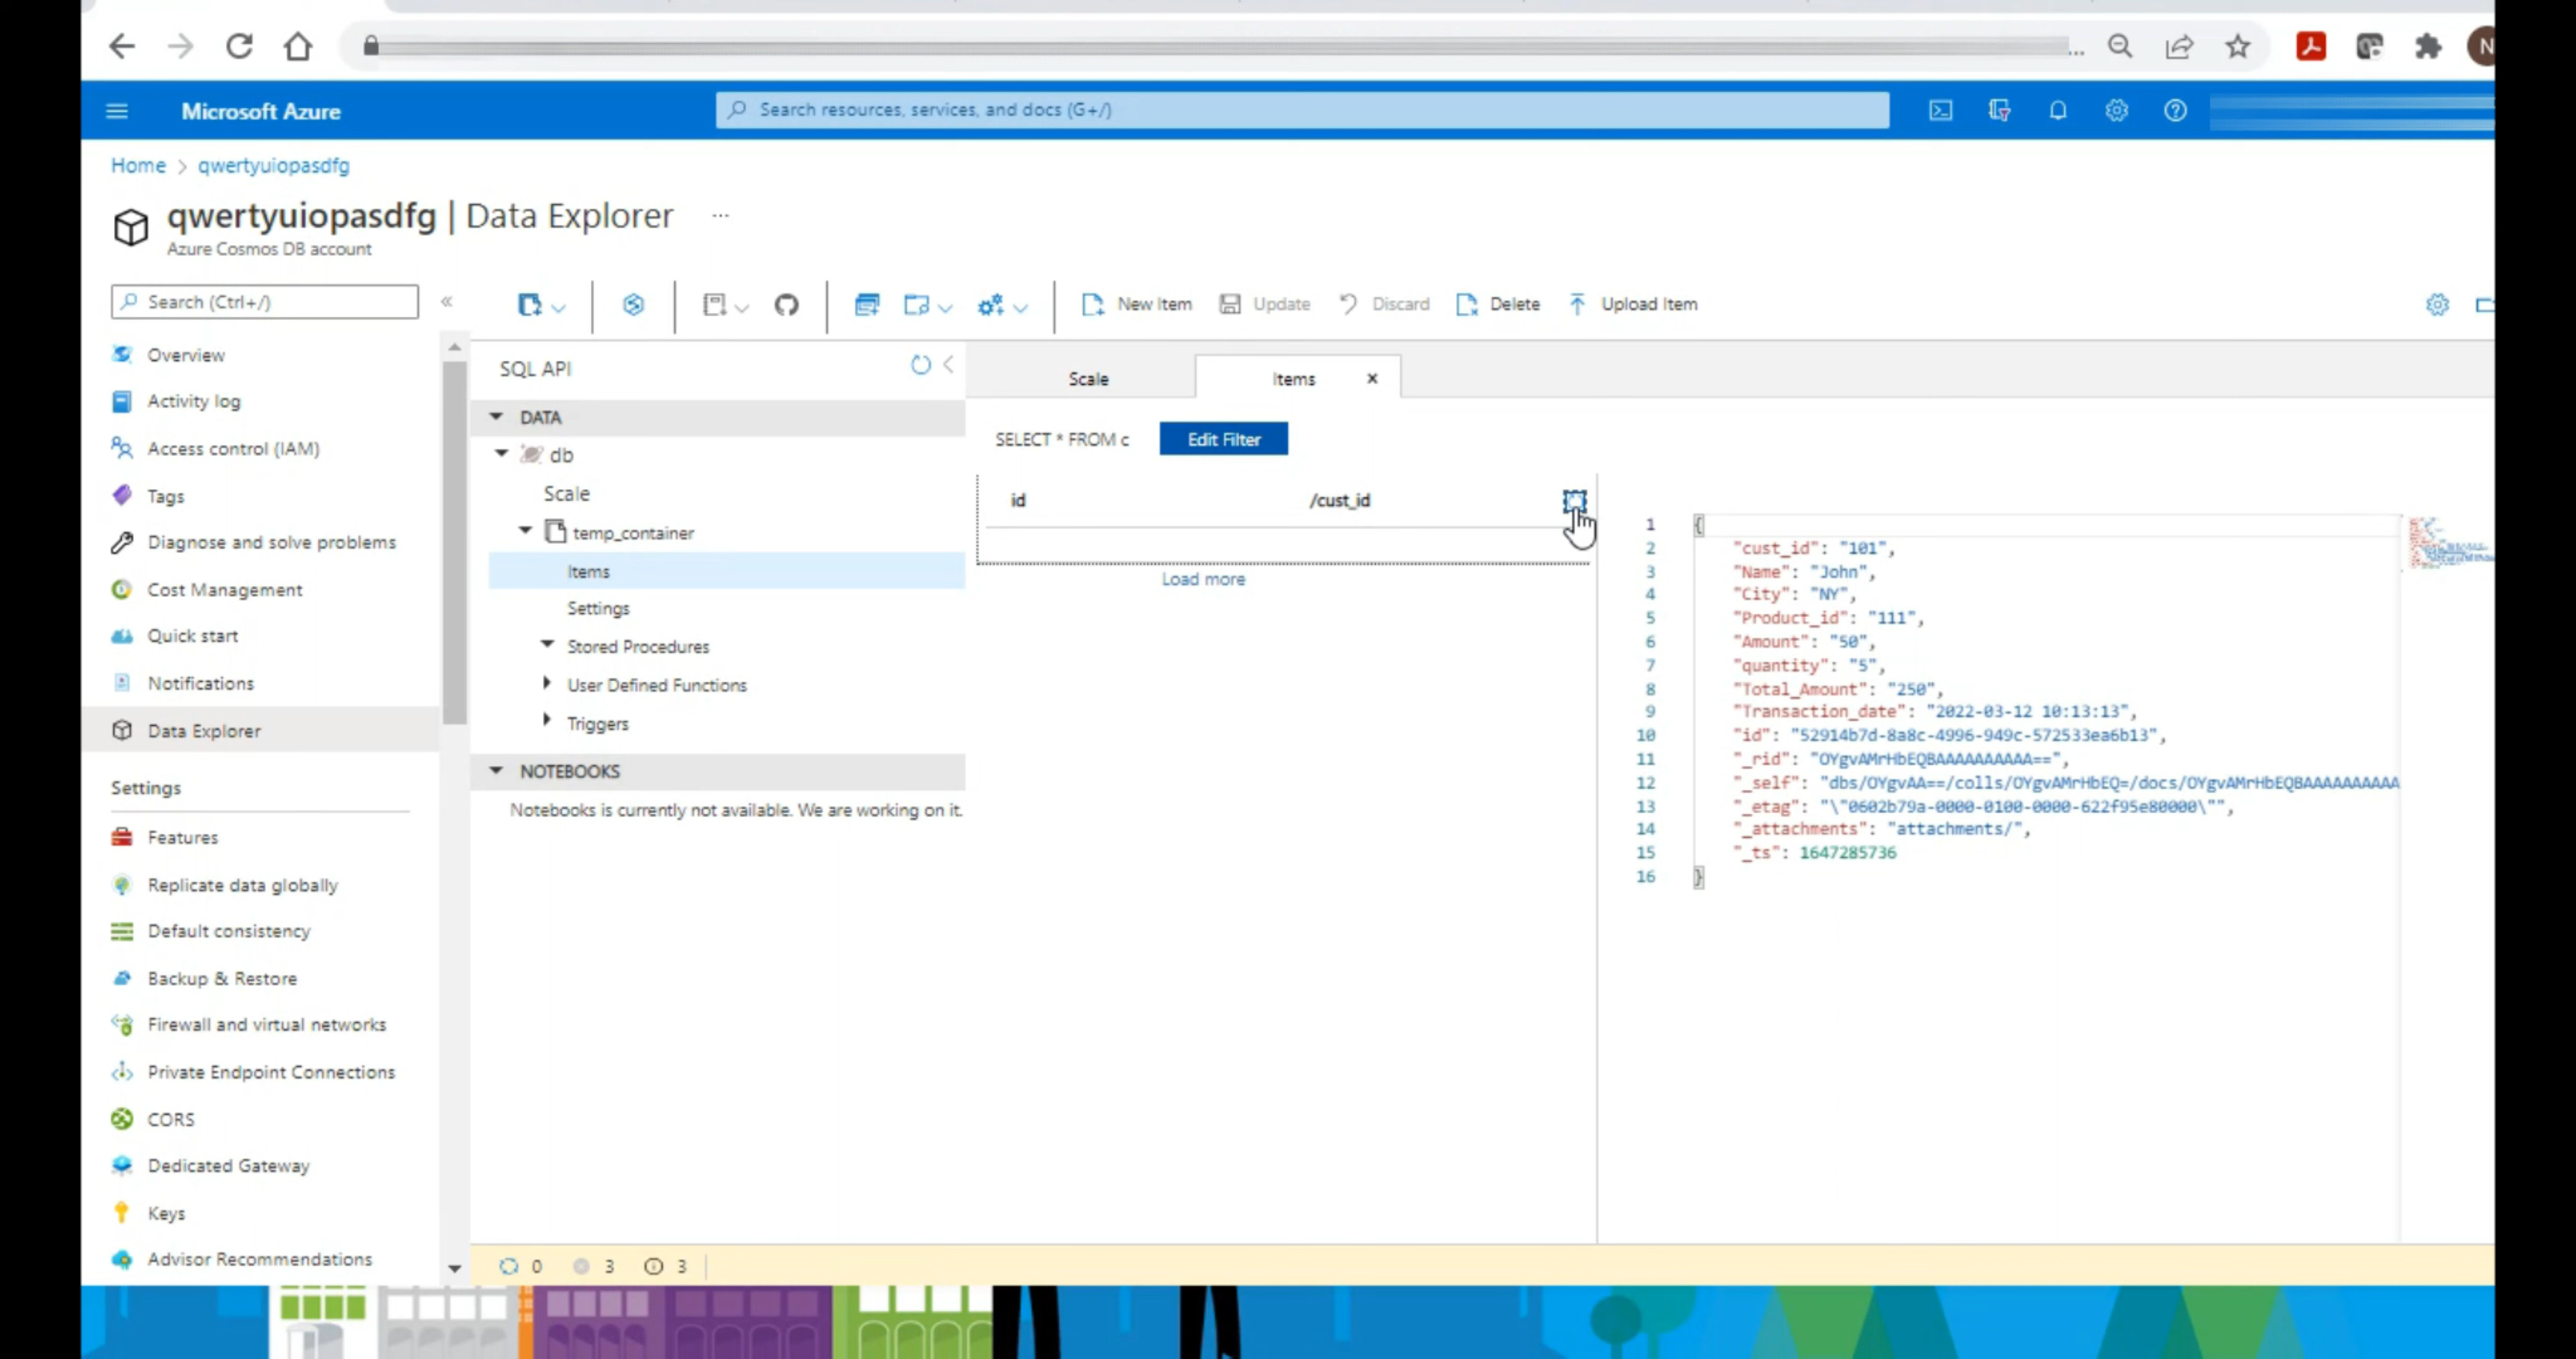 ...
N
Microsoft Azure
Search resources, services, and docs (G+/)
Home > qwertyuiopasdfg
qwertyuiopasdfg | Data Explorer ...
Azure Cosmos DB account
Search (Ctrl+/) «
New Item Update Discard Delete Upload Item
Overview
Activity log
Access control (IAM)
Tags
Diagnose and solve problems
Cost Management
Quick start
Notifications
Data Explorer
Settings
Features
Replicate data globally
Default consistency
Backup & Restore
Firewall and virtual networks
Private Endpoint Connections
CORS
Dedicated Gateway
Keys
Advisor Recommendations
SQL API
DATA
db
Scale
temp_container
Items
Settings
Stored Procedures
User Defined Functions
Triggers
NOTEBOOKS
Notebooks is currently not available. We are working on it.
Scale Items x
SELECT * FROM c Edit Filter
id /cust_id
Load more
1 {
2 "cust_id": "101",
3 "Name": "John",
4 "City": "NY",
5 "Product_id": "111",
6 "Amount": "50",
7 "quantity": "5",
8 "Total_Amount": "250",
9 "Transaction_date": "2022-03-12 10:13:13",
10 "id": "52914b7d-8a8c-4996-949c-572533ea6b13",
11 "_rid": "OYgvAMrHbEQBAAAAAAAAAA==",
12 "_self": "dbs/OYgvAA==/colls/OYgvAMrHbEQ=/docs/OYgvAMrHbEQBAAAAAAAAAA
13 "_etag": "\"0602b79a-0000-0100-0000-622f95e80000\"",
14 "_attachments": "attachments/",
15 "_ts": 1647285736
16 }
0 3 3